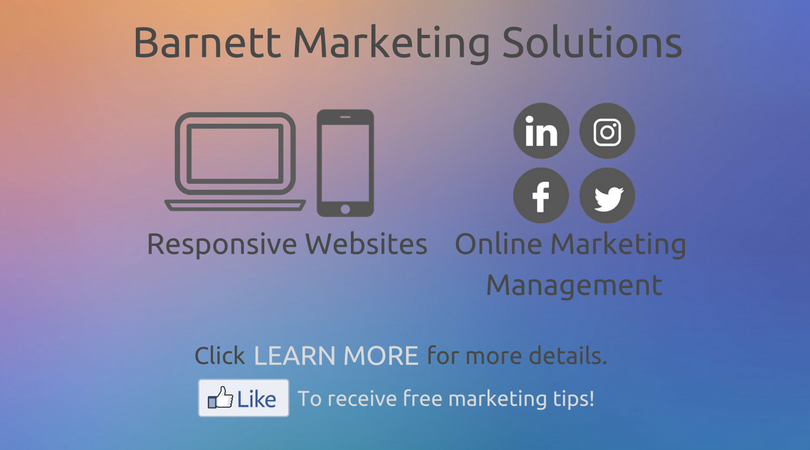 Barnett Marketing Solutions
in
Responsive Websites
Online Marketing
Management
Click LEARN MORE for more details.
Like To receive free marketing tips!